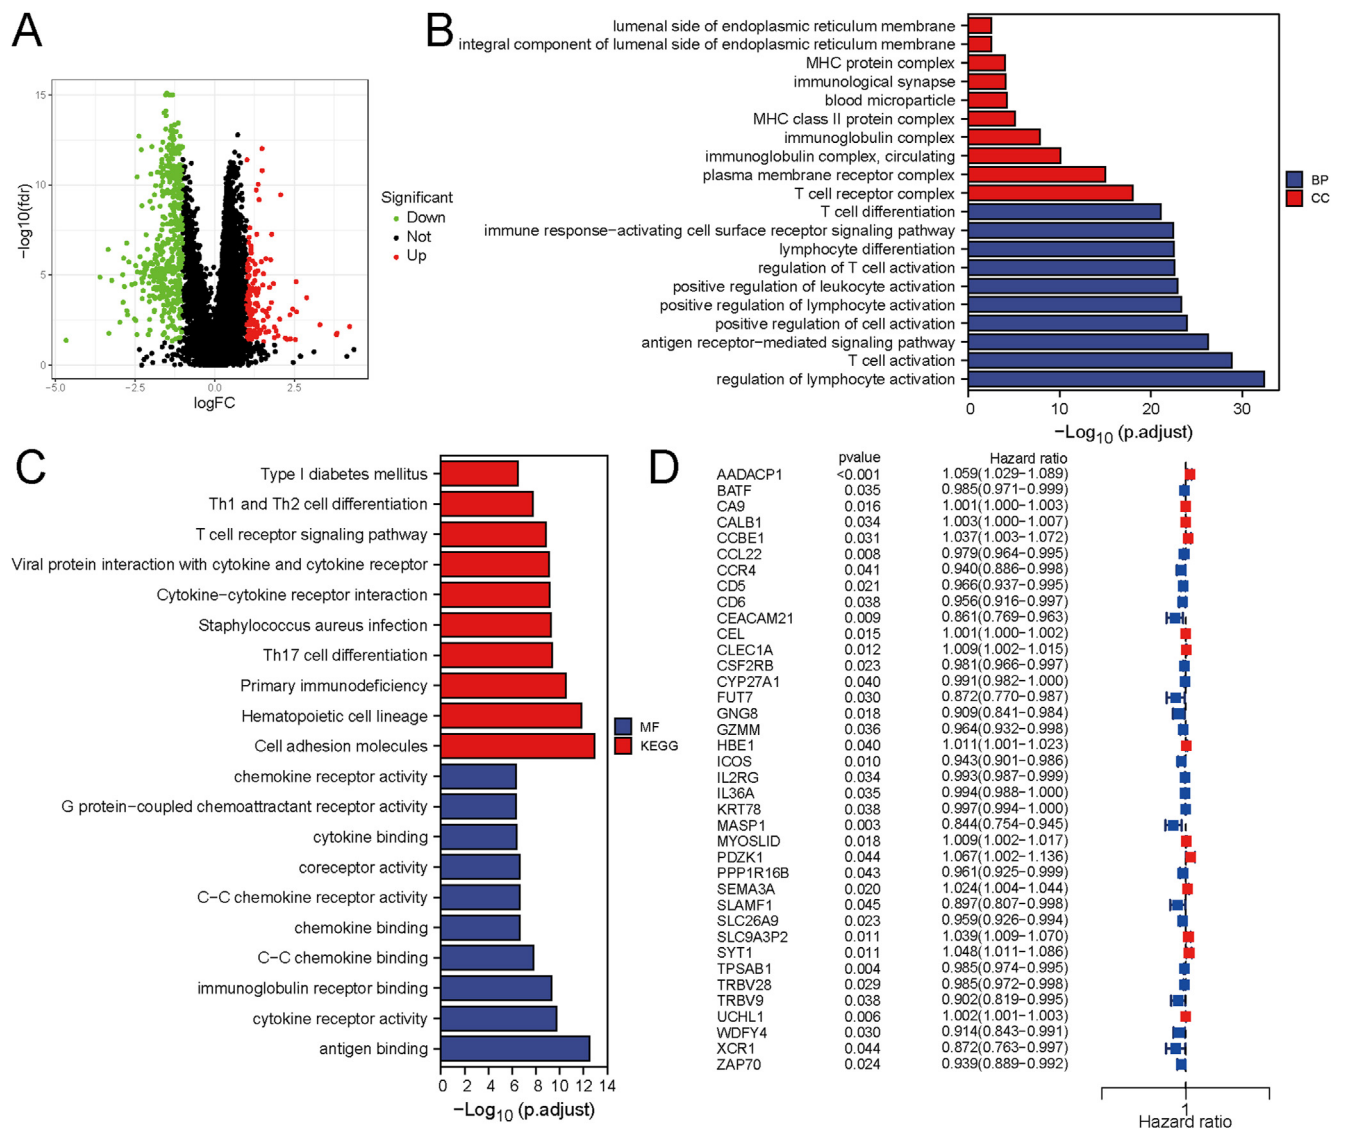 A
15
10
5
0
−log10(fdr)
−5.0
−2.5
0.0
2.5
logFC
Significant
Down
Not
Up
B
lumenal side of endoplasmic reticulum membrane
integral component of lumenal side of endoplasmic reticulum membrane
MHC protein complex
immunological synapse
blood microparticle
MHC class II protein complex
immunoglobulin complex
immunoglobulin complex, circulating
plasma membrane receptor complex
T cell receptor complex
T cell differentiation
immune response−activating cell surface receptor signaling pathway
lymphocyte differentiation
regulation of T cell activation
positive regulation of leukocyte activation
positive regulation of lymphocyte activation
positive regulation of cell activation
antigen receptor−mediated signaling pathway
T cell activation
regulation of lymphocyte activation
0 10 20 30
−Log10 (p.adjust)
BP
CC
C
Type I diabetes mellitus
Th1 and Th2 cell differentiation
T cell receptor signaling pathway
Viral protein interaction with cytokine and cytokine receptor
Cytokine−cytokine receptor interaction
Staphylococcus aureus infection
Th17 cell differentiation
Primary immunodeficiency
Hematopoietic cell lineage
Cell adhesion molecules
chemokine receptor activity
G protein−coupled chemoattractant receptor activity
cytokine binding
coreceptor activity
C−C chemokine receptor activity
chemokine binding
C−C chemokine binding
immunoglobulin receptor binding
cytokine receptor activity
antigen binding
0 2 4 6 8 10 12 14
−Log10 (p.adjust)
MF
KEGG
D
pvalue Hazard ratio
AADACP1 <0.001 1.059(1.029−1.089)
BATF 0.035 0.985(0.971−0.999)
CA9 0.016 1.001(1.000−1.003)
CALB1 0.034 1.003(1.000−1.007)
CCBE1 0.031 1.037(1.003−1.072)
CCL22 0.008 0.979(0.964−0.995)
CCR4 0.041 0.940(0.886−0.998)
CD5 0.021 0.966(0.937−0.995)
CD6 0.038 0.956(0.916−0.997)
CEACAM21 0.009 0.861(0.769−0.963)
CEL 0.015 1.001(1.000−1.002)
CLEC1A 0.012 1.009(1.002−1.015)
CSF2RB 0.023 0.981(0.966−0.997)
CYP27A1 0.040 0.991(0.982−1.000)
FUT7 0.030 0.872(0.770−0.987)
GNG8 0.018 0.909(0.841−0.984)
GZMM 0.036 0.964(0.932−0.998)
HBE1 0.040 1.011(1.001−1.023)
ICOS 0.010 0.943(0.901−0.986)
IL2RG 0.034 0.993(0.987−0.999)
IL36A 0.035 0.994(0.988−1.000)
KRT78 0.038 0.997(0.994−1.000)
MASP1 0.003 0.844(0.754−0.945)
MYOSLID 0.018 1.009(1.002−1.017)
PDZK1 0.044 1.067(1.002−1.136)
PPP1R16B 0.043 0.961(0.925−0.999)
SEMA3A 0.020 1.024(1.004−1.044)
SLAMF1 0.045 0.897(0.807−0.998)
SLC26A9 0.023 0.959(0.926−0.994)
SLC9A3P2 0.011 1.039(1.009−1.070)
SYT1 0.011 1.048(1.011−1.086)
TPSAB1 0.004 0.985(0.974−0.995)
TRBV28 0.029 0.985(0.972−0.998)
TRBV9 0.038 0.902(0.819−0.995)
UCHL1 0.006 1.002(1.001−1.003)
WDFY4 0.030 0.914(0.843−0.991)
XCR1 0.044 0.872(0.763−0.997)
ZAP70 0.024 0.939(0.889−0.992)
1
Hazard ratio